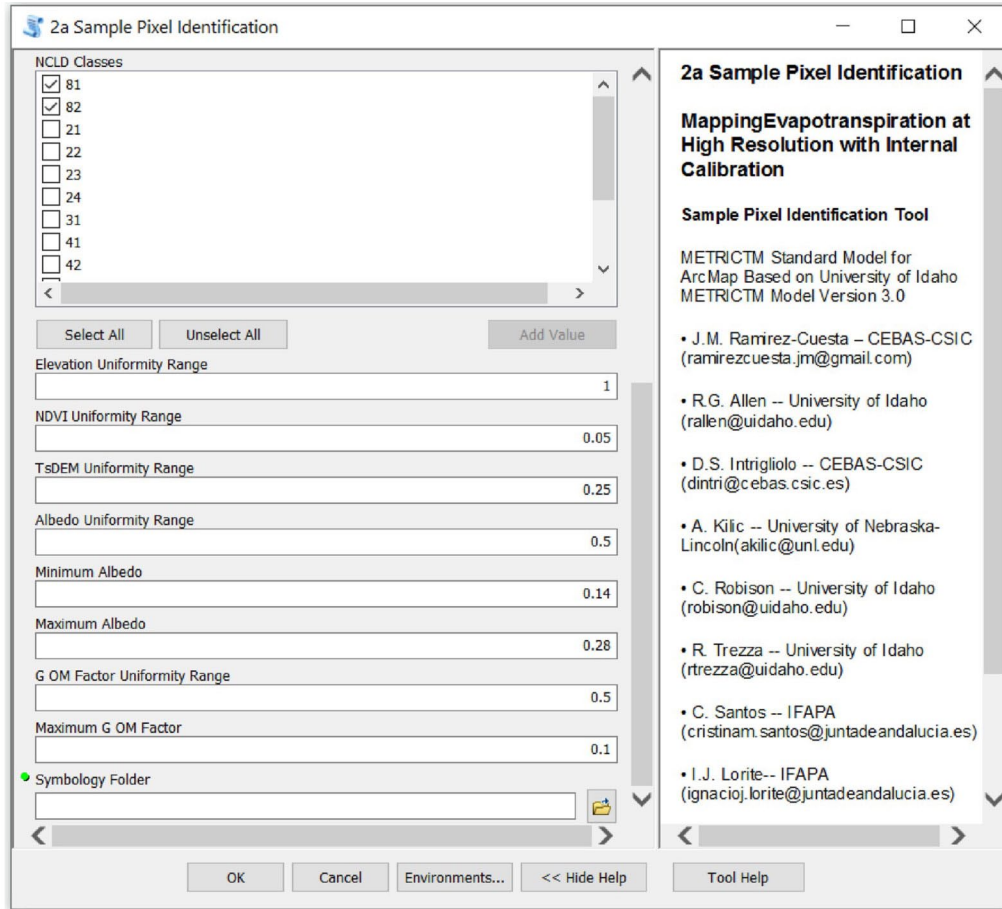 2a Sample Pixel Identification
NCLD Classes
81
82
21
22
23
24
31
41
42
Select All
Unselect All
Add Value
Elevation Uniformity Range
1
NDVI Uniformity Range
0.05
TsDEM Uniformity Range
0.25
Albedo Uniformity Range
0.5
Minimum Albedo
0.14
Maximum Albedo
0.28
G OM Factor Uniformity Range
0.5
Maximum G OM Factor
0.1
Symbology Folder
2a Sample Pixel Identification
MappingEvapotranspiration at
High Resolution with Internal
Calibration
Sample Pixel Identification Tool
METRICTM Standard Model for
ArcMap Based on University of Idaho
METRICTM Model Version 3.0
• J.M. Ramirez-Cuesta – CEBAS-CSIC
(ramirezcuesta.jm@gmail.com)
• R.G. Allen -- University of Idaho
(rallen@uidaho.edu)
• D.S. Intrigliolo -- CEBAS-CSIC
(dintri@cebas.csic.es)
• A. Kilic -- University of Nebraska-
Lincoln(akilic@unl.edu)
• C. Robison -- University of Idaho
(robison@uidaho.edu)
• R. Trezza -- University of Idaho
(rtrezza@uidaho.edu)
• C. Santos -- IFAPA
(cristinam.santos@juntadeandalucia.es)
• I.J. Lorite-- IFAPA
(ignacioj.lorite@juntadeandalucia.es)
OK
Cancel
Environments...
<< Hide Help
Tool Help